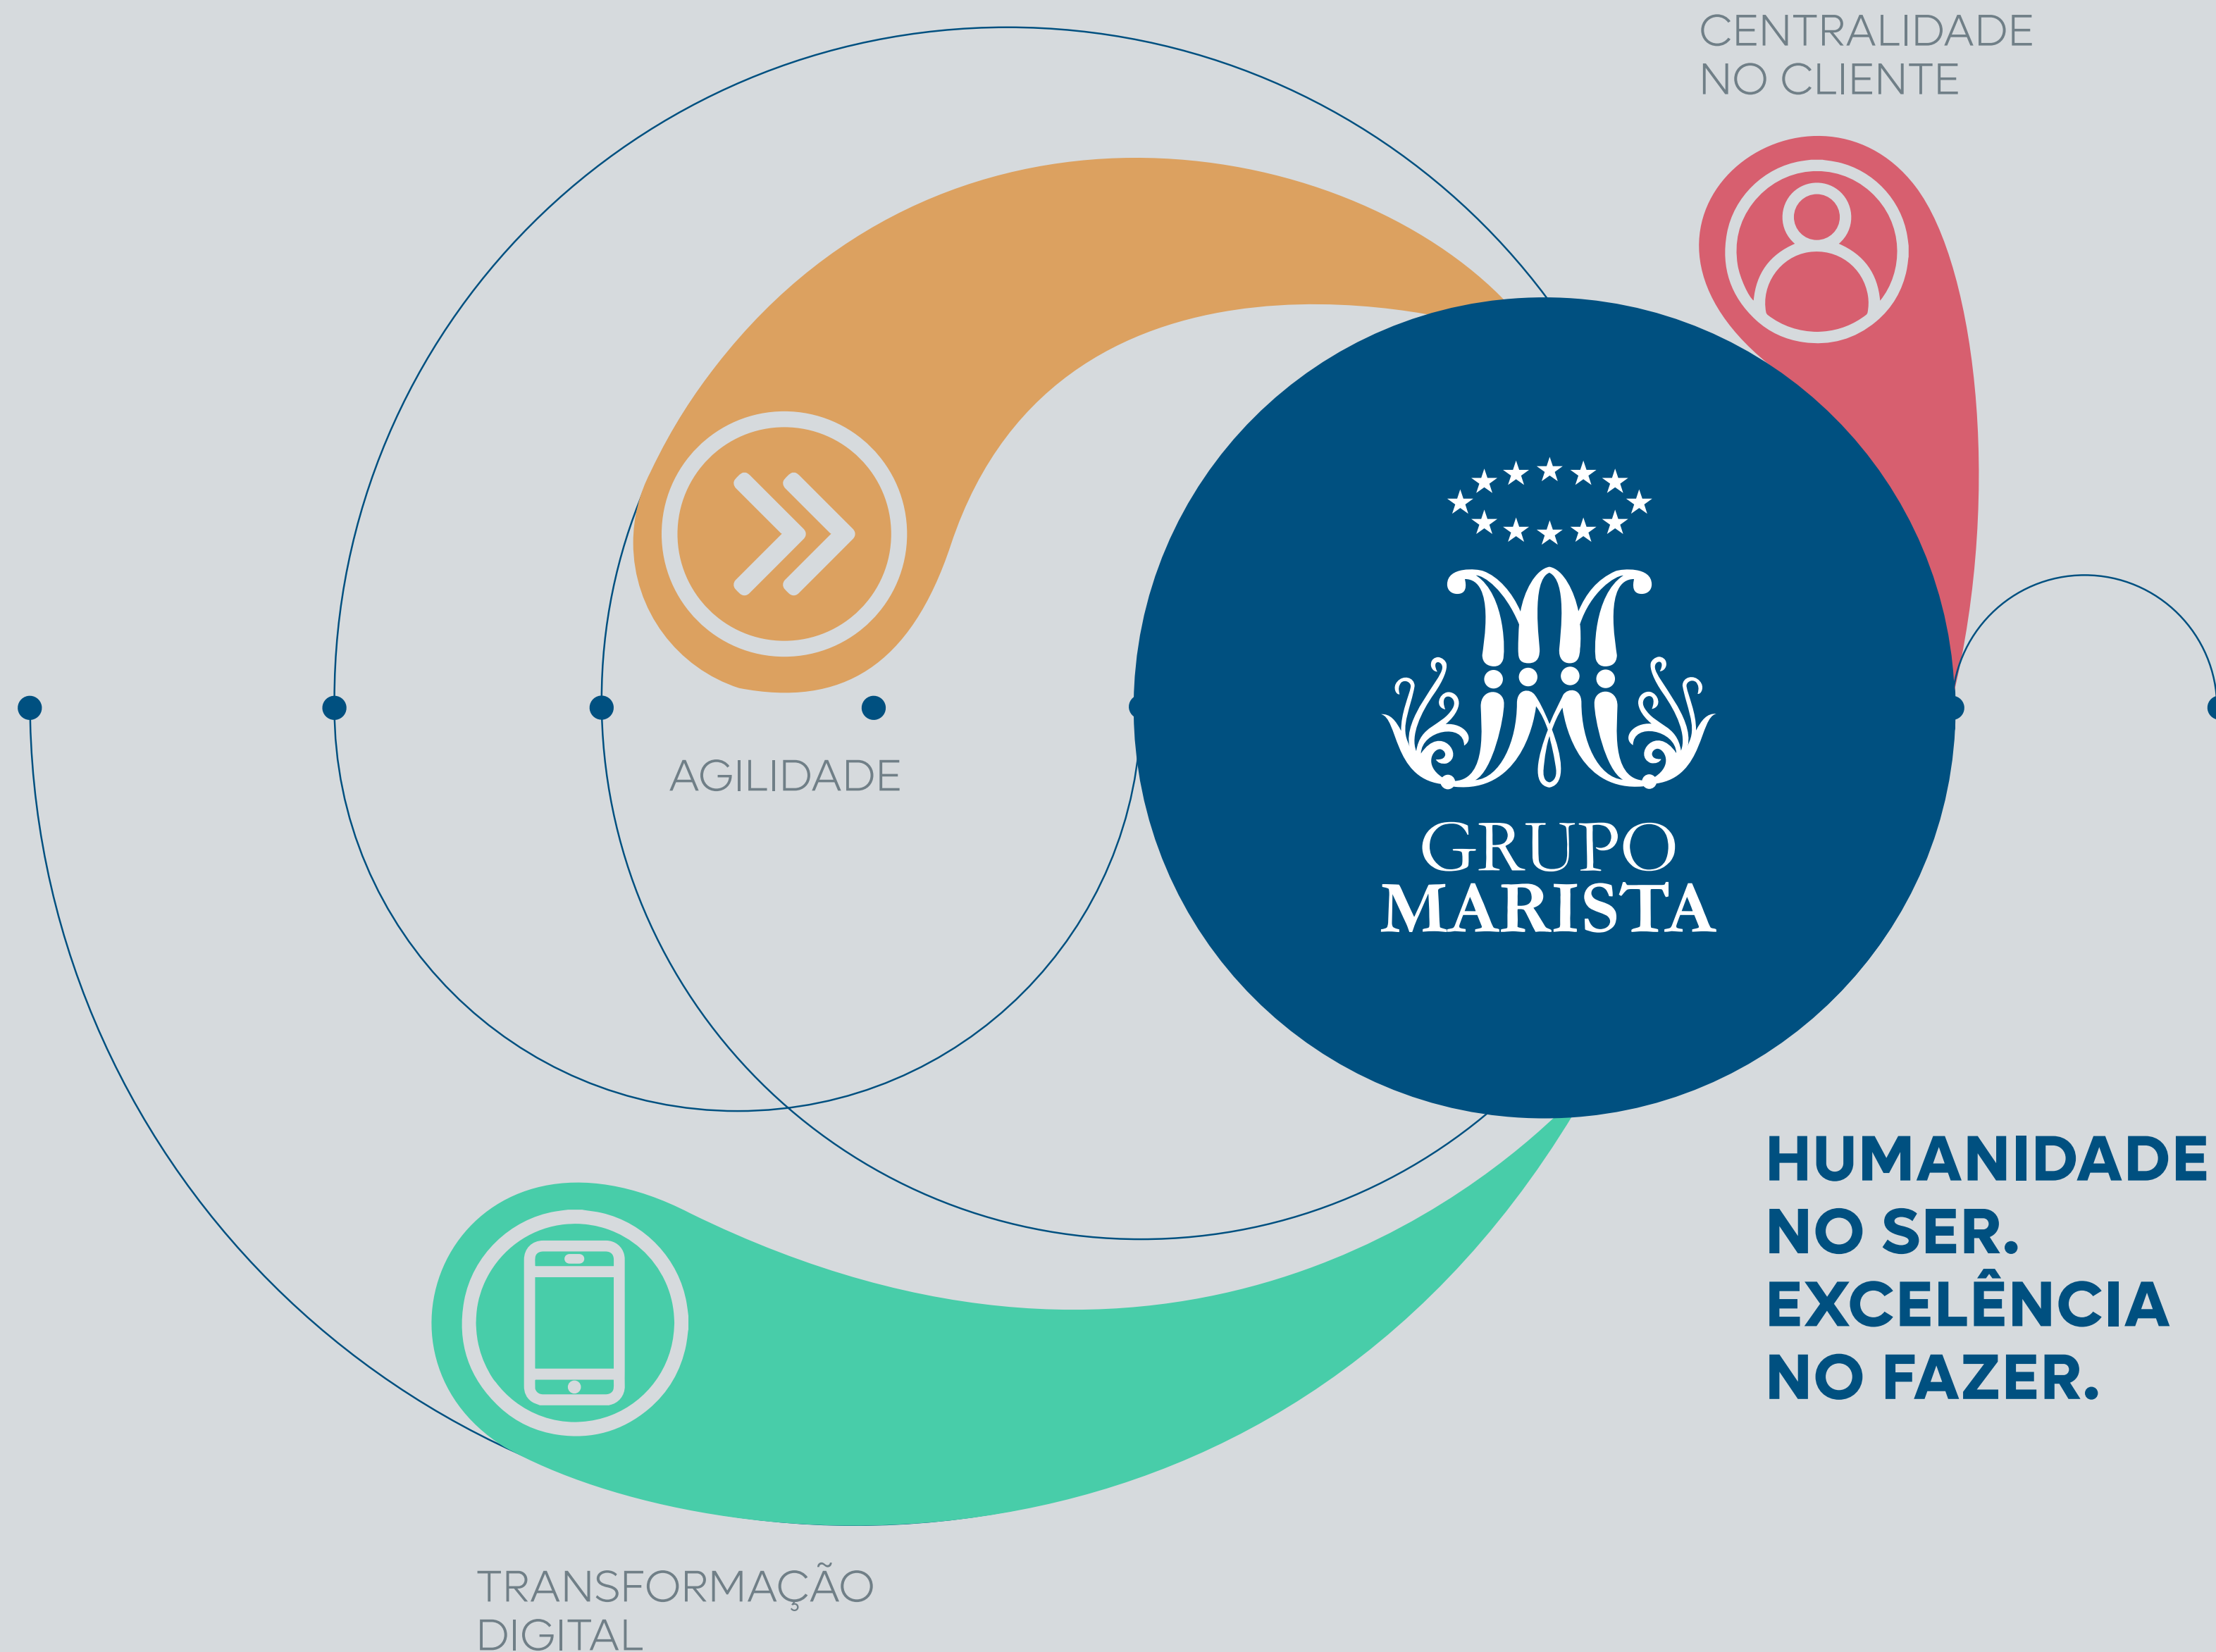 CENTRALIDADE
NO CLIENTE
AGILIDADE
GRUPO
MARISTA
HUMANIDADE
NO SER.
EXCELÊNCIA
NO FAZER.
TRANSFORMAÇÃO
DIGITAL